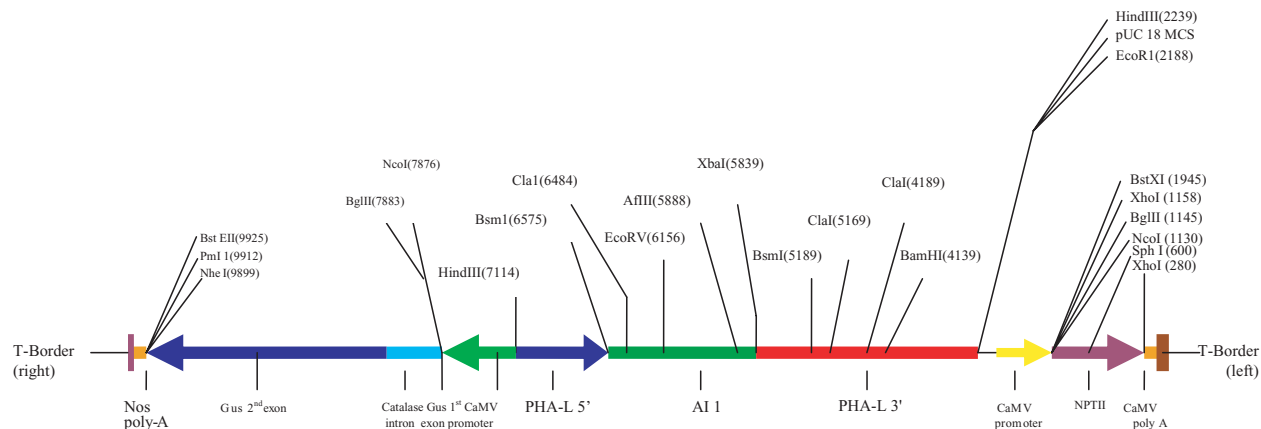 HindIII(2239)
pUC 18 MCS
EcoR1(2188)
NcoI(7876)
XbaI(5839)
Cla1(6484)
ClaI(4189)
BstXI (1945)
BglII(7883)
AfIII(5888)
XhoI (1158)
Bsm1(6575)
ClaI(5169)
BglII (1145)
Bst EII(9925)
EcoRV(6156)
NcoI (1130)
PmI 1(9912)
BsmI(5189)
BamHI(4139)
Sph I (600)
Nhe I(9899)
HindIII(7114)
XhoI (280)
T-Border
(right)
T-Border
(left)
Nos
poly-A
Gus 2nd exon
Catalase Gus 1st CaMV
intron exon promoter
PHA-L 5’
AI 1
PHA-L 3'
CaMV
promoter
NPTII
CaMV
poly A